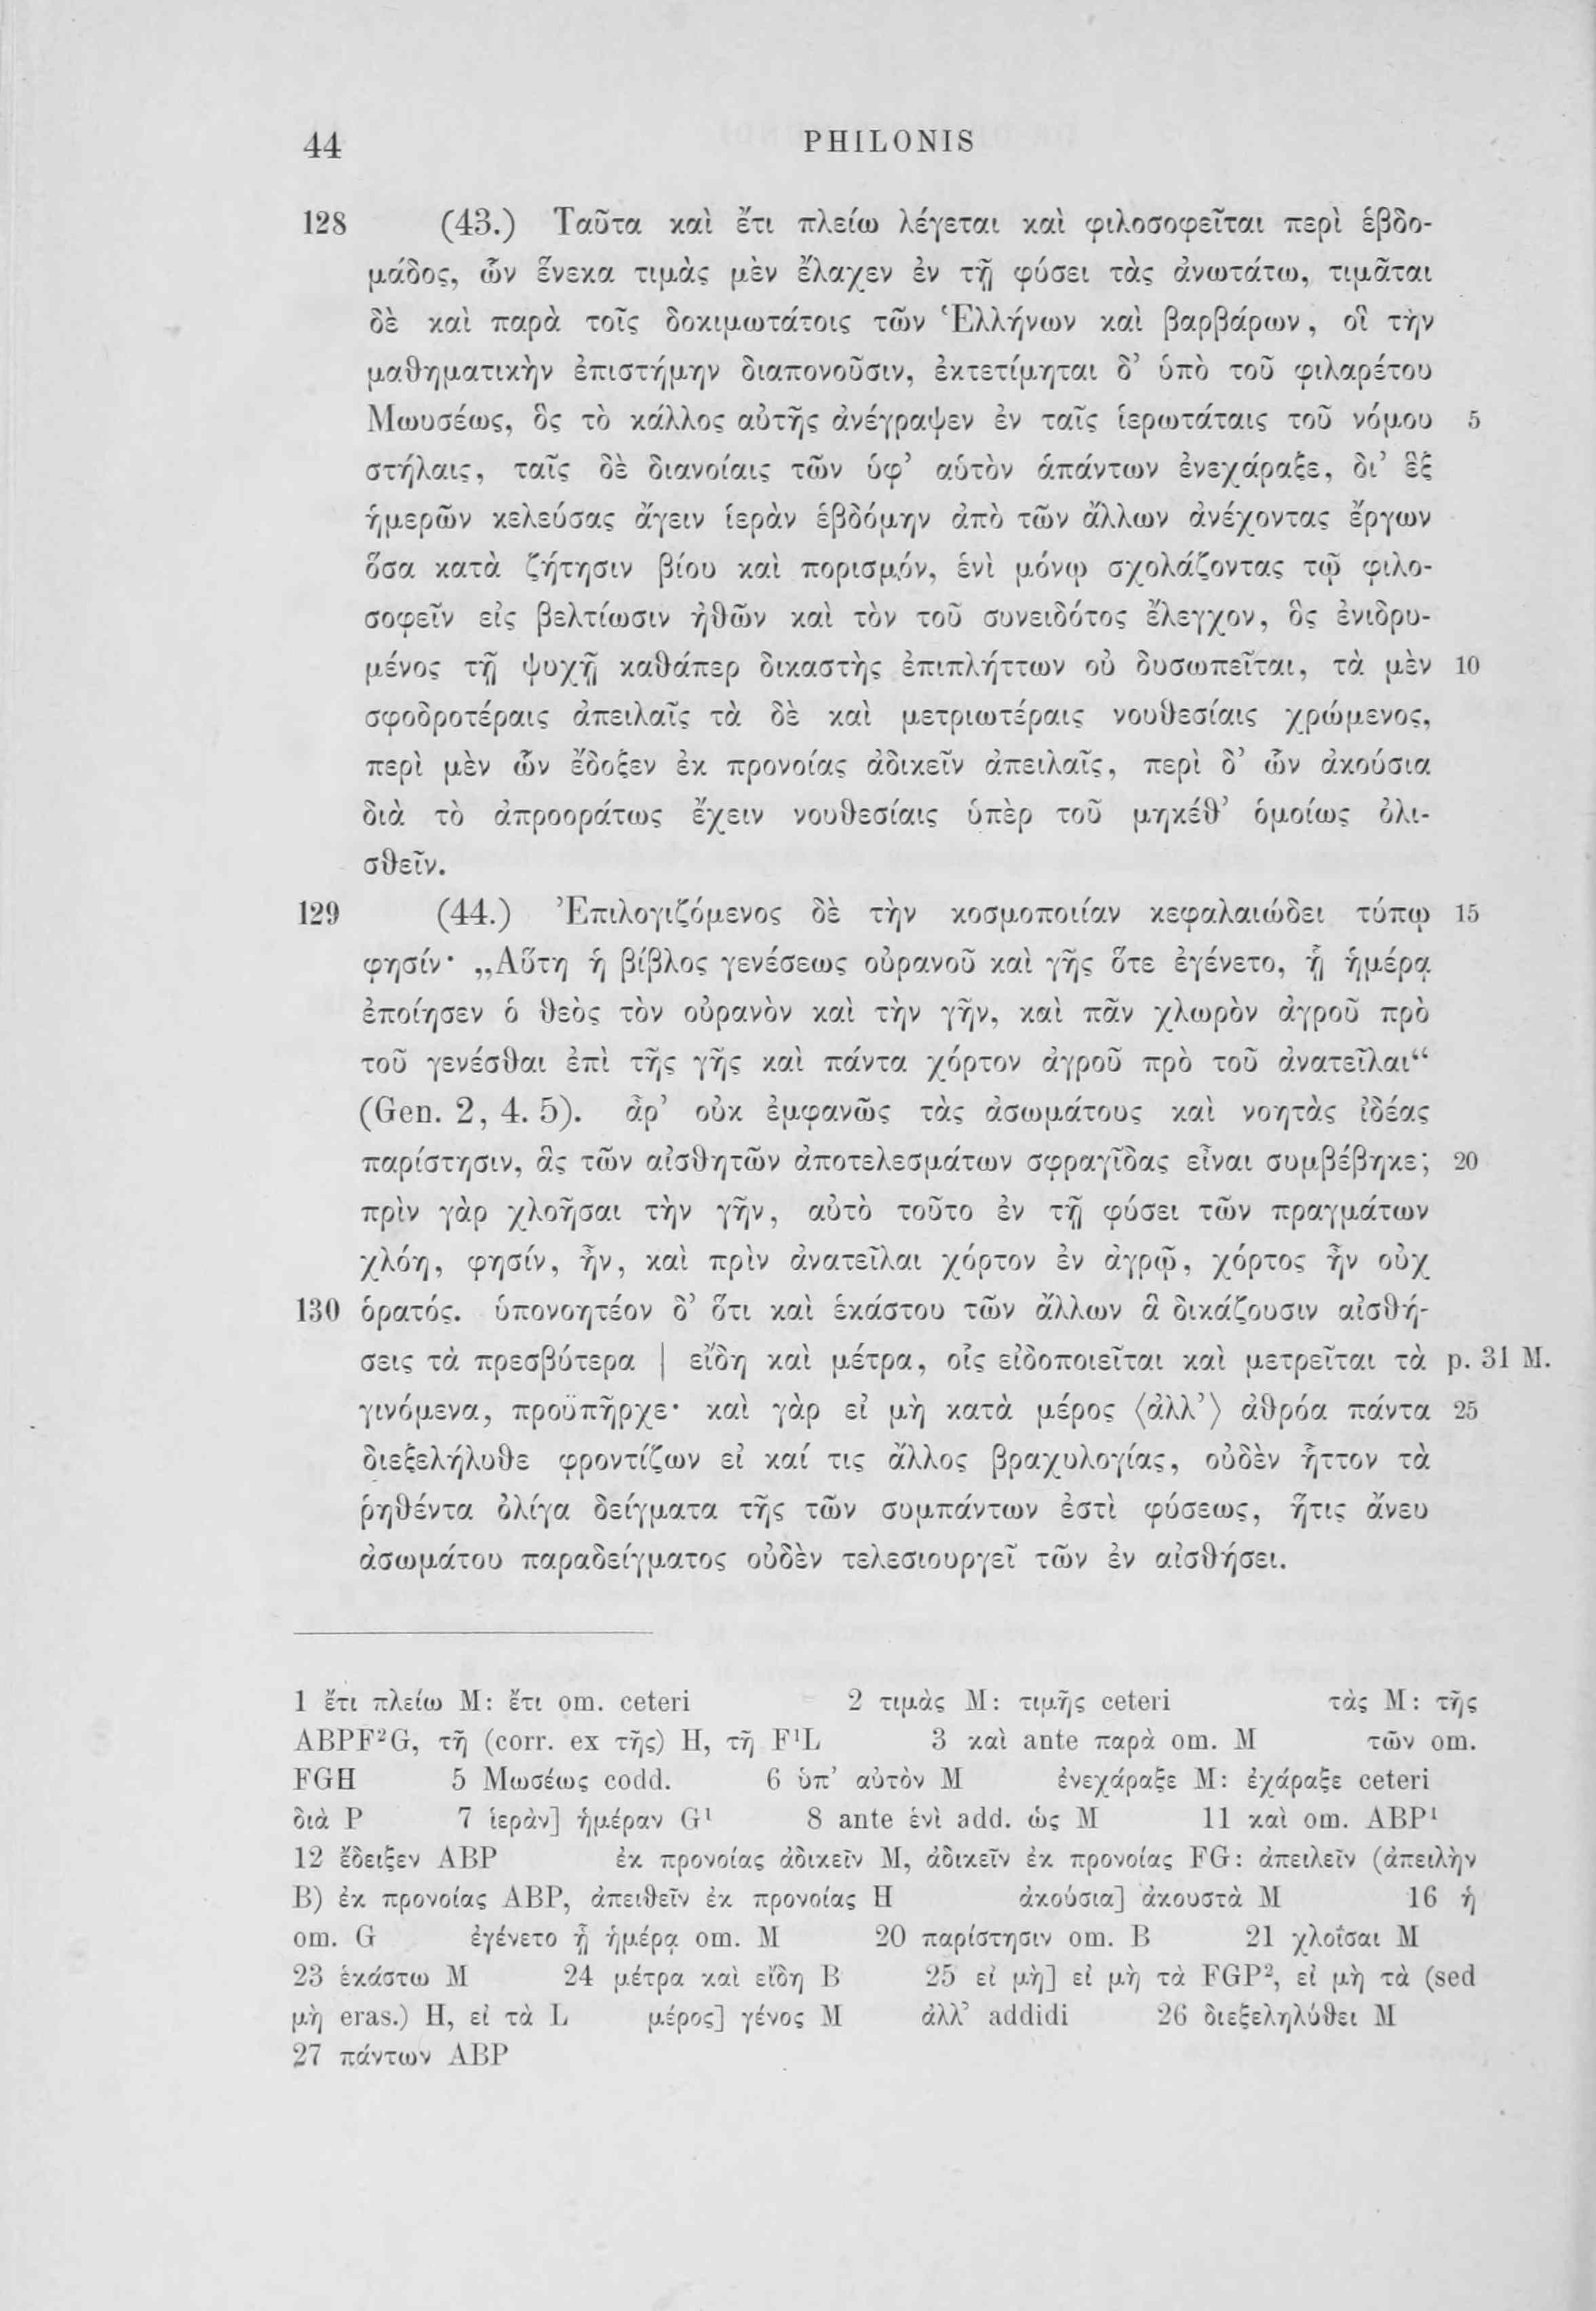 44 PHILONIS
128 (43.) Ταῦτα καὶ ἔτι πλείω λέγεται καὶ φιλοσοφεῖται περὶ ἑβδο-
μάδος, ὧν ἕνεκα τιμὰς μὲν ἔλαχεν ἐν τῇ φύσει τὰς ἀνωτάτω, τιμᾶται
δὲ καὶ παρὰ τοῖς δοκιμωτάτοις τῶν Ἑλλήνων καὶ βαρβάρων, οἳ τὴν
μαθηματικὴν ἐπιστήμην διαπονοῦσιν, ἐκτετίμηται δ’ ὑπὸ τοῦ φιλαρέτου
Μωυσέως, ὃς τὸ κάλλος αὐτῆς ἀνέγραψεν ἐν ταῖς ἱερωτάταις τοῦ νόμου 5
στήλαις, ταῖς δὲ διανοίαις τῶν ὑφ’ αὑτὸν ἁπάντων ἐνεχάραξε, δι’ ἓξ
ἡμερῶν κελεύσας ἄγειν ἱερὰν ἑβδόμην ἀπὸ τῶν ἄλλων ἀνέχοντας ἔργων
ὅσα κατὰ ζήτησιν βίου καὶ πορισμόν, ἑνὶ μόνῳ σχολάζοντας τῷ φιλο-
σοφεῖν εἰς βελτίωσιν ἠθῶν καὶ τὸν τοῦ συνειδότος ἔλεγχον, ὃς ἐνιδρυ-
μένος τῇ ψυχῇ καθάπερ δικαστὴς ἐπιπλήττων οὐ δυσωπεῖται, τὰ μὲν 10
σφοδροτέραις ἀπειλαῖς τὰ δὲ καὶ μετριωτέραις νουθεσίαις χρώμενος,
περὶ μὲν ὧν ἔδοξεν ἐκ προνοίας ἀδικεῖν ἀπειλαῖς, περὶ δ’ ὧν ἀκούσια
διὰ τὸ ἀπροοράτως ἔχειν νουθεσίαις ὑπὲρ τοῦ μηκέθ’ ὁμοίως ὀλι-
σθεῖν.
129 (44.) Ἐπιλογιζόμενος δὲ τὴν κοσμοποιίαν κεφαλαιώδει τύπῳ 15
φησίν· „Αὕτη ἡ βίβλος γενέσεως οὐρανοῦ καὶ γῆς ὅτε ἐγένετο, ᾗ ἡμέρᾳ
ἐποίησεν ὁ θεὸς τὸν οὐρανὸν καὶ τὴν γῆν, καὶ πᾶν χλωρὸν ἀγροῦ πρὸ
τοῦ γενέσθαι ἐπὶ τῆς γῆς καὶ πάντα χόρτον ἀγροῦ πρὸ τοῦ ἀνατεῖλαι“
(Gen. 2, 4. 5). ἆρ’ οὐκ ἐμφανῶς τὰς ἀσωμάτους καὶ νοητὰς ἰδέας
παρίστησιν, ἃς τῶν αἰσθητῶν ἀποτελεσμάτων σφραγῖδας εἶναι συμβέβηκε; 20
πρὶν γὰρ χλοῆσαι τὴν γῆν, αὐτὸ τοῦτο ἐν τῇ φύσει τῶν πραγμάτων
χλόη, φησίν, ἦν, καὶ πρὶν ἀνατεῖλαι χόρτον ἐν ἀγρῷ, χόρτος ἦν οὐχ
130 ὁρατός. ὑπονοητέον δ’ ὅτι καὶ ἑκάστου τῶν ἄλλων ἃ δικάζουσιν αἰσθή-
σεις τὰ πρεσβύτερα | εἴδη καὶ μέτρα, οἷς εἰδοποιεῖται καὶ μετρεῖται τὰ p. 31 M.
γινόμενα, προϋπῆρχε· καὶ γὰρ εἰ μὴ κατὰ μέρος ⟨ἀλλ’⟩ ἀθρόα πάντα 25
διεξελήλυθε φροντίζων εἰ καί τις ἄλλος βραχυλογίας, οὐδὲν ἧττον τὰ
ῥηθέντα ὀλίγα δείγματα τῆς τῶν συμπάντων ἐστὶ φύσεως, ἥτις ἄνευ
ἀσωμάτου παραδείγματος οὐδὲν τελεσιουργεῖ τῶν ἐν αἰσθήσει.
1 ἔτι πλείω M: ἔτι om. ceteri 2 τιμὰς M: τιμῆς ceteri τὰς M: τῆς
ABPF²G, τῆ (corr. ex τῆς) H, τῇ F¹L 3 καὶ ante παρὰ om. M τῶν om.
FGH 5 Μωσέως codd. 6 ὑπ’ αὐτὸν M ἐνεχάραξε M: ἐχάραξε ceteri
διὰ P 7 ἱερὰν] ἡμέραν G¹ 8 ante ἑνὶ add. ὡς M 11 καὶ om. ABP¹
12 ἔδειξεν ABP ἐκ προνοίας ἀδικεῖν M, ἀδικεῖν ἐκ προνοίας FG: ἀπειλεῖν (ἀπειλὴν
B) ἐκ προνοίας ABP, ἀπειθεῖν ἐκ προνοίας H ἀκούσια] ἀκουστὰ M 16 ἡ
om. G ἐγένετο ᾗ ἡμέρᾳ om. M 20 παρίστησιν om. B 21 χλοῖσαι M
23 ἑκάστω M 24 μέτρα καὶ εἴδη B 25 εἰ μὴ] εἰ μὴ τὰ FGP², εἰ μὴ τὰ (sed
μὴ eras.) H, εἰ τὰ L μέρος] γένος M ἀλλ’ addidi 26 διεξεληλύθει M
27 πάντων ABP